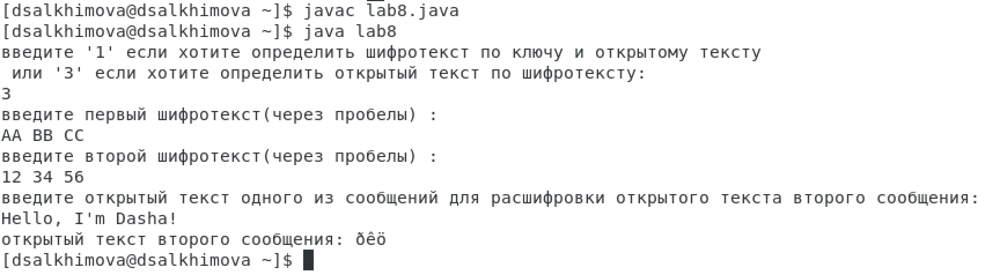 [dsalkhimova@dsalkhimova ~]$ javac lab8.java
[dsalkhimova@dsalkhimova ~]$ java lab8
введите '1' если хотите определить шифротекст по ключу и открытому тексту
 или '3' если хотите определить открытый текст по шифротексту:
3
введите первый шифротекст(через пробелы) :
AA BB CC
введите второй шифротекст(через пробелы) :
12 34 56
введите открытый текст одного из сообщений для расшифровки открытого текста второго сообщения:
Hello, I'm Dasha!
открытый текст второго сообщения: ðêö
[dsalkhimova@dsalkhimova ~]$